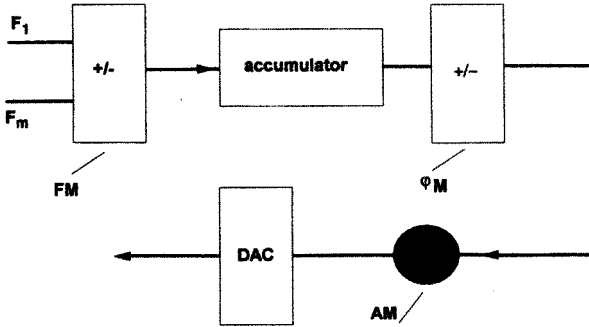 F1
+/-
accumulator
+/-
Fm
FM
φM
DAC
AM